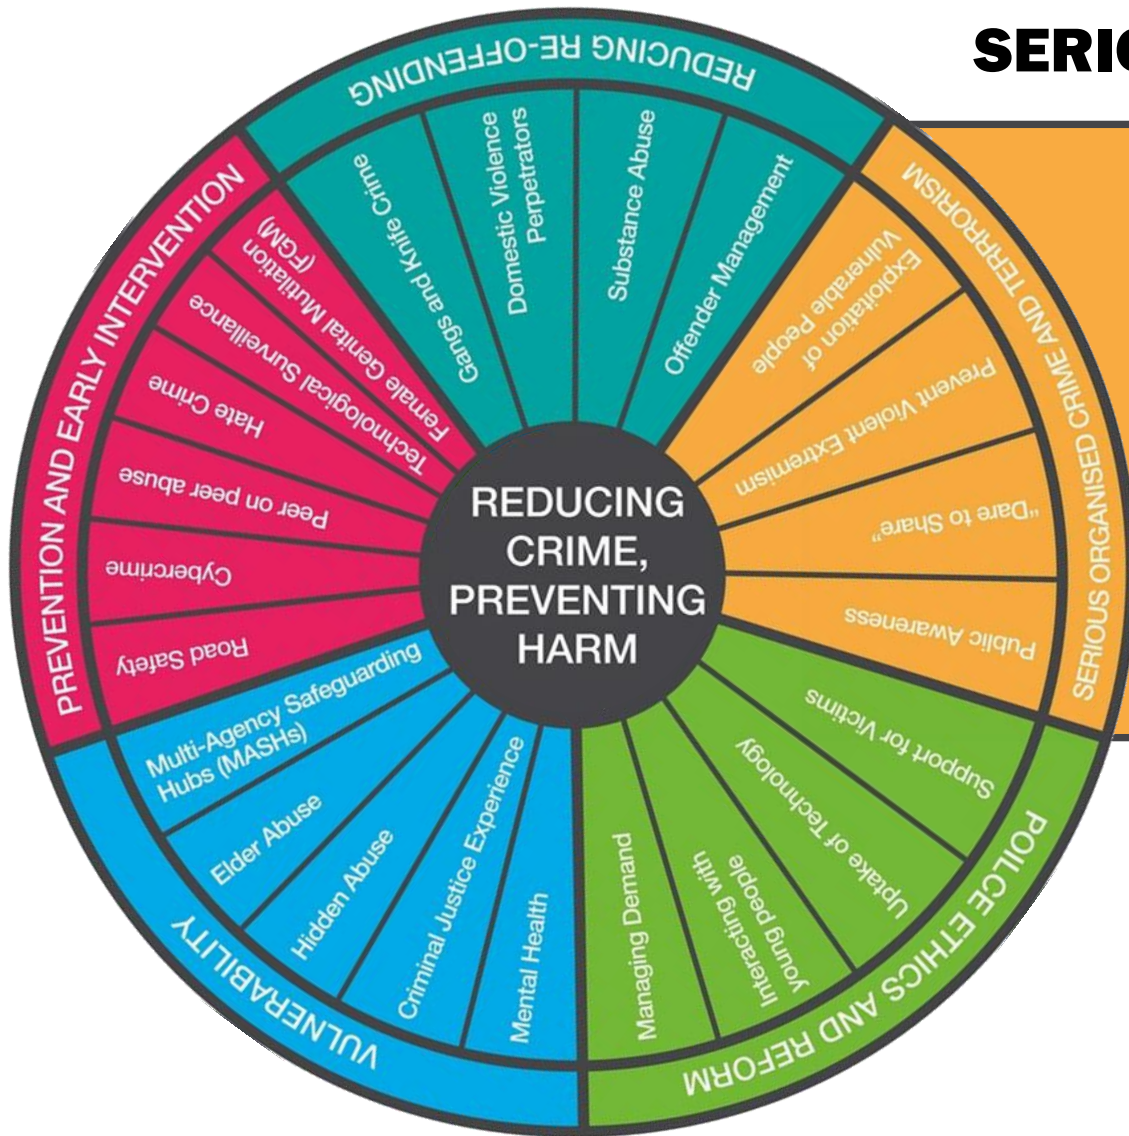 SERIO
REDUCING RE-OFFENDING
Gangs and Knife Crime
Domestic Violence
Perpetrators
Substance Abuse
Offender Management
SERIOUS ORGANISED CRIME AND TERRRORISM
Exploitation of
Vulnerable People
Prevent Violent Extremism
“Dare to Share”
Public Awareness
POILCE ETHICS AND REFORM
Support for Victims
Uptake of Technology
Interacting with
young people
Managing Demand
VULNERABILITY
Mental Health
Criminal Justice Experience
Hidden Abuse
Elder Abuse
Multi-Agency Safeguarding
Hubs (MASHs)
PREVENTION AND EARLY INTERVENTION
Road Safety
Cybercrime
Peer on peer abuse
Hate Crime
Technological Surveillance
Female Genital Mutilation
(FGM)
REDUCING
CRIME,
PREVENTING
HARM